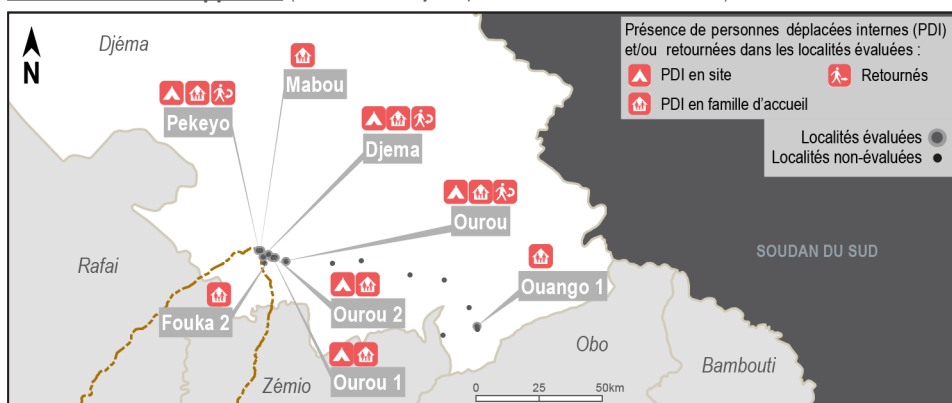 Djéma
N
Mabou
Pekeyo
Djema
Ourou
Ouango 1
Rafai
Fouka 2
Ourou 2
Ourou 1
Zémio
Obo
Bambouti
SOUDAN DU SUD
0 25 50km
Présence de personnes déplacées internes (PDI)
et/ou retournées dans les localités évaluées :
PDI en site
Retournés
PDI en famille d'accueil
Localités évaluées
Localités non-évaluées